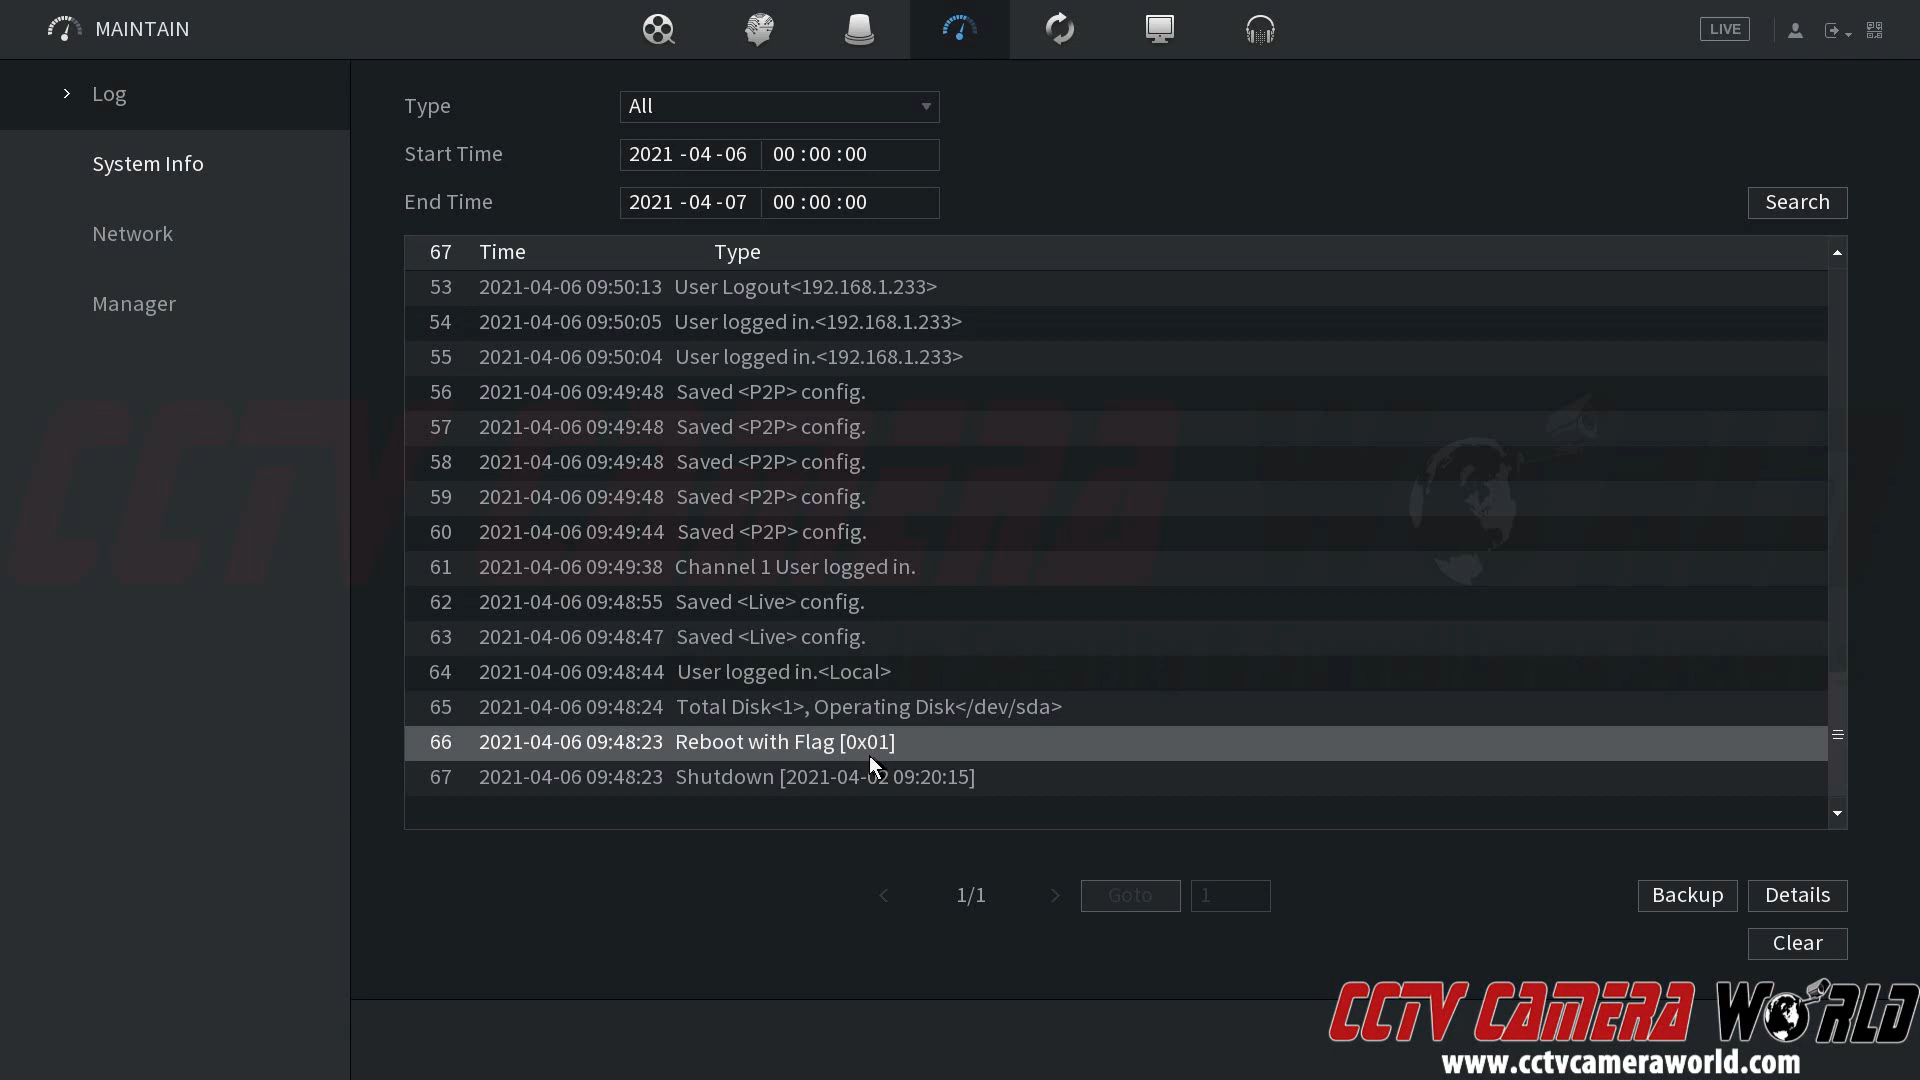 MAINTAIN
LIVE
Log
System Info
Network
Manager
Type All
Start Time 2021 -04 -06 00 : 00 : 00
End Time 2021 -04 -07 00 : 00 : 00
Search
67 Time Type
53 2021-04-06 09:50:13 User Logout<192.168.1.233>
54 2021-04-06 09:50:05 User logged in.<192.168.1.233>
55 2021-04-06 09:50:04 User logged in.<192.168.1.233>
56 2021-04-06 09:49:48 Saved <P2P> config.
57 2021-04-06 09:49:48 Saved <P2P> config.
58 2021-04-06 09:49:48 Saved <P2P> config.
59 2021-04-06 09:49:48 Saved <P2P> config.
60 2021-04-06 09:49:44 Saved <P2P> config.
61 2021-04-06 09:49:38 Channel 1 User logged in.
62 2021-04-06 09:48:55 Saved <Live> config.
63 2021-04-06 09:48:47 Saved <Live> config.
64 2021-04-06 09:48:44 User logged in.<Local>
65 2021-04-06 09:48:24 Total Disk<1>, Operating Disk</dev/sda>
66 2021-04-06 09:48:23 Reboot with Flag [0x01]
67 2021-04-06 09:48:23 Shutdown [2021-04-02 09:20:15]
CCTV CAMERA WORLD
< 1/1 > Goto 1
Backup Details
Clear
CCTV CAMERA WORLD
www.cctvcameraworld.com